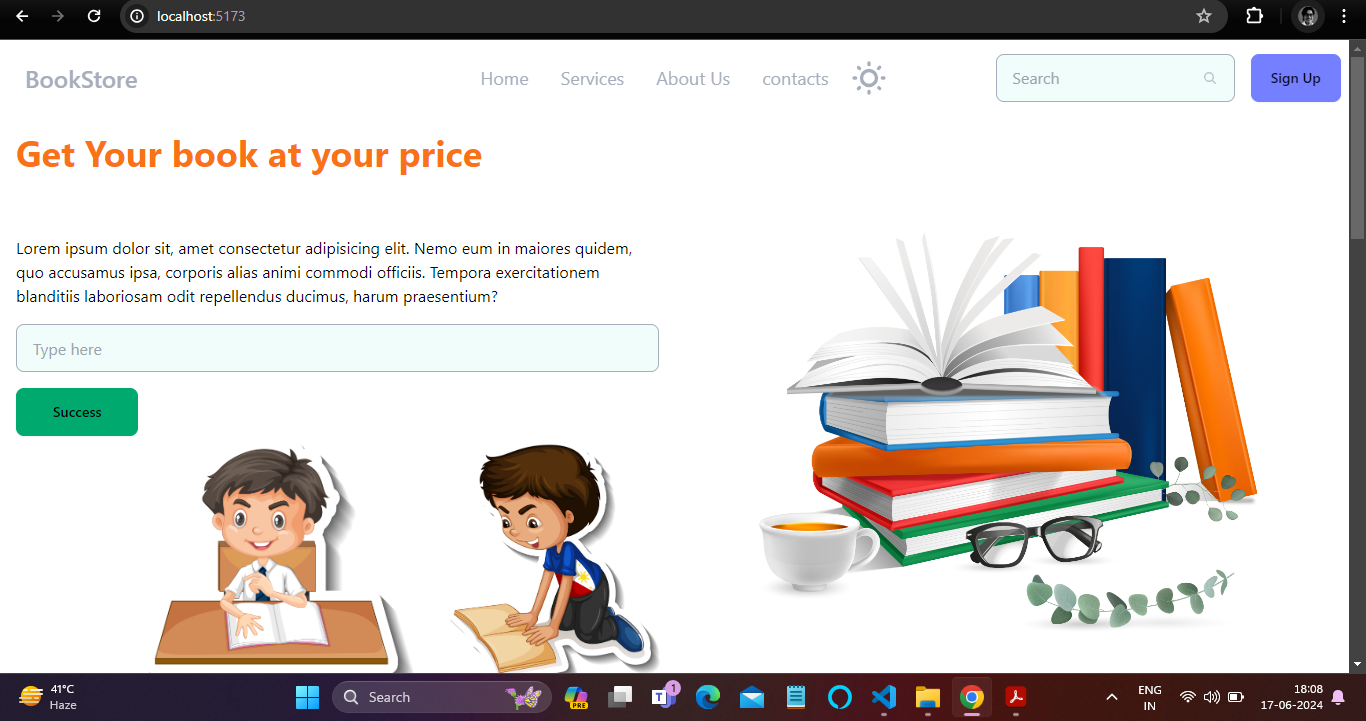 localhost:5173
BookStore
Home
Services
About Us
contacts
Search
Sign Up
Get Your book at your price
Lorem ipsum dolor sit, amet consectetur adipisicing elit. Nemo eum in maiores quidem,
quo accusamus ipsa, corporis alias animi commodi officiis. Tempora exercitationem
blanditiis laboriosam odit repellendus ducimus, harum praesentium?
Type here
Success
41°C
Haze
Search
PRE
T
1
ENG
IN
18:08
17-06-2024